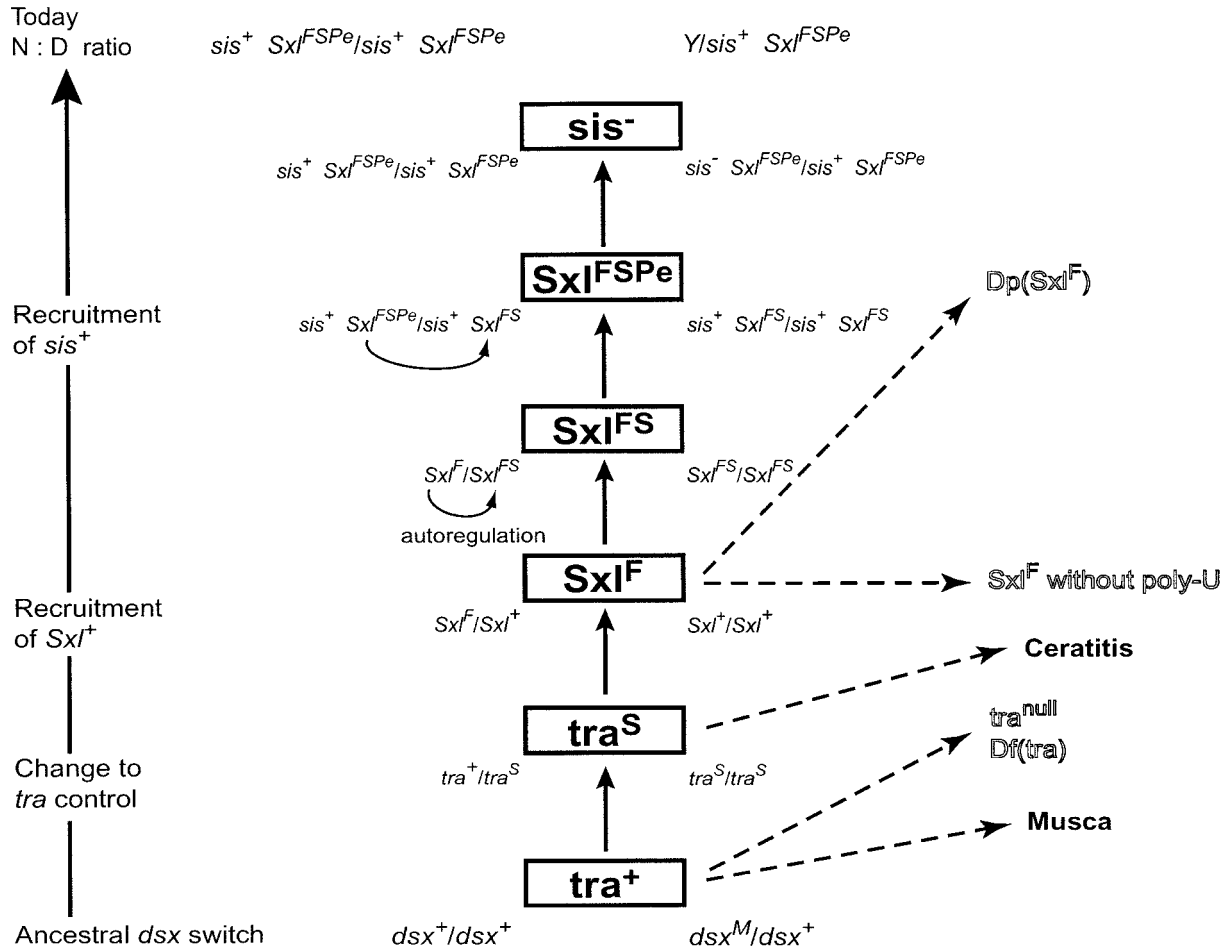 Today
N : D ratio
sis⁺ Sxlᶠˢᴾᵉ/sis⁺ Sxlᶠˢᴾᵉ
Y/sis⁺ Sxlᶠˢᴾᵉ
sis⁻
sis⁺ Sxlᶠˢᴾᵉ/sis⁺ Sxlᶠˢᴾᵉ
sis⁻ Sxlᶠˢᴾᵉ/sis⁺ Sxlᶠˢᴾᵉ
Sxlᶠˢᴾᵉ
Dp(Sxlᶠ)
Recruitment
of sis⁺
sis⁺ Sxlᶠˢᴾᵉ/sis⁺ Sxlᶠˢ
sis⁺ Sxlᶠˢ/sis⁺ Sxlᶠˢ
Sxlᶠˢ
Sxlᶠ/Sxlᶠˢ
Sxlᶠˢ/Sxlᶠˢ
autoregulation
Sxlᶠ
Sxlᶠ without poly-U
Recruitment
of Sxl⁺
Sxlᶠ/Sxl⁺
Sxl⁺/Sxl⁺
Ceratitis
traˢ
traⁿᵘˡˡ
Df(tra)
Change to
tra control
tra⁺/traˢ
traˢ/traˢ
Musca
tra⁺
Ancestral dsx switch
dsx⁺/dsx⁺
dsxᴹ/dsx⁺